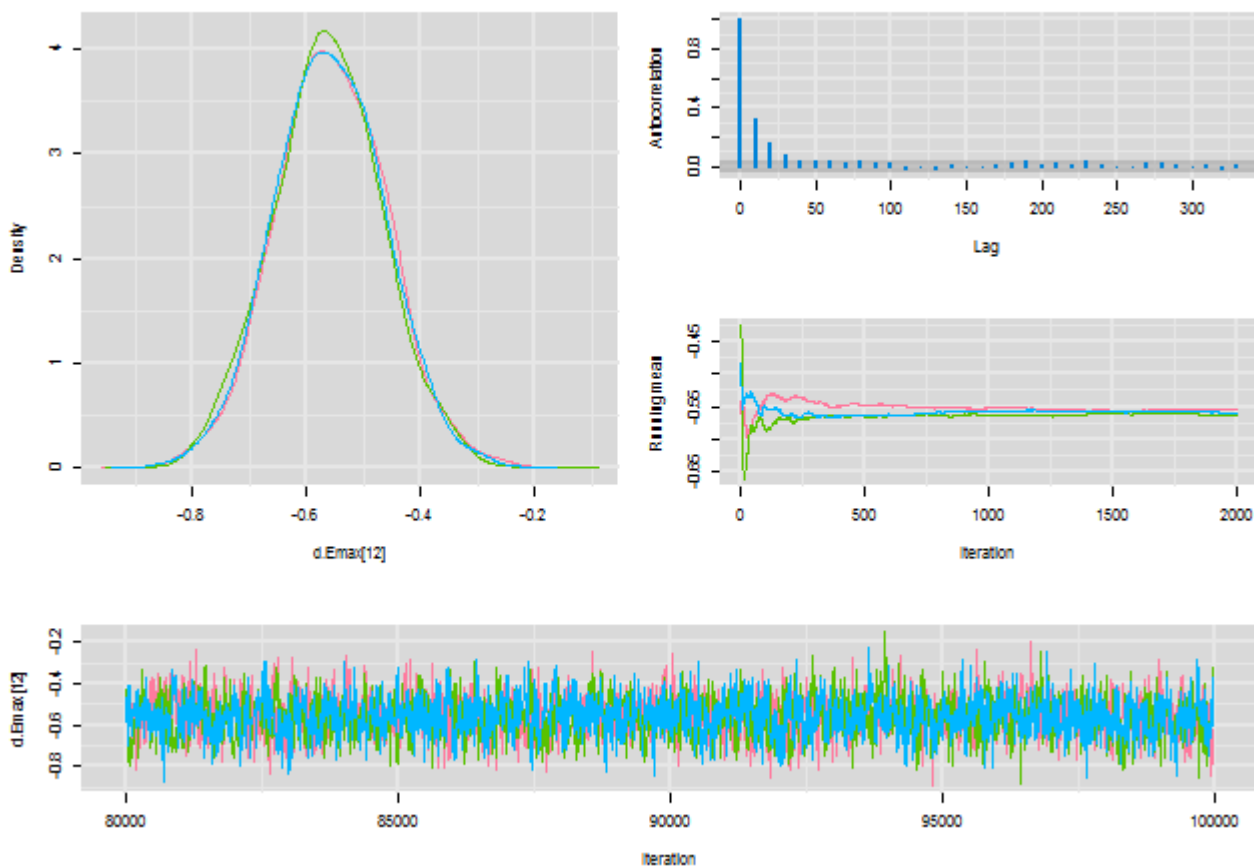 Density
0 1 2 3 4
-0.8 -0.6 -0.4 -0.2
d.Emax[12]
Autocorrelation
0.0 0.4 0.8
0 50 100 150 200 250 300
Lag
Runningmean
-0.65 -0.55 -0.45
0 500 1000 1500 2000
Iteration
d.Emax[12]
-0.8 -0.6 -0.4 -0.2
80000 85000 90000 95000 100000
Iteration